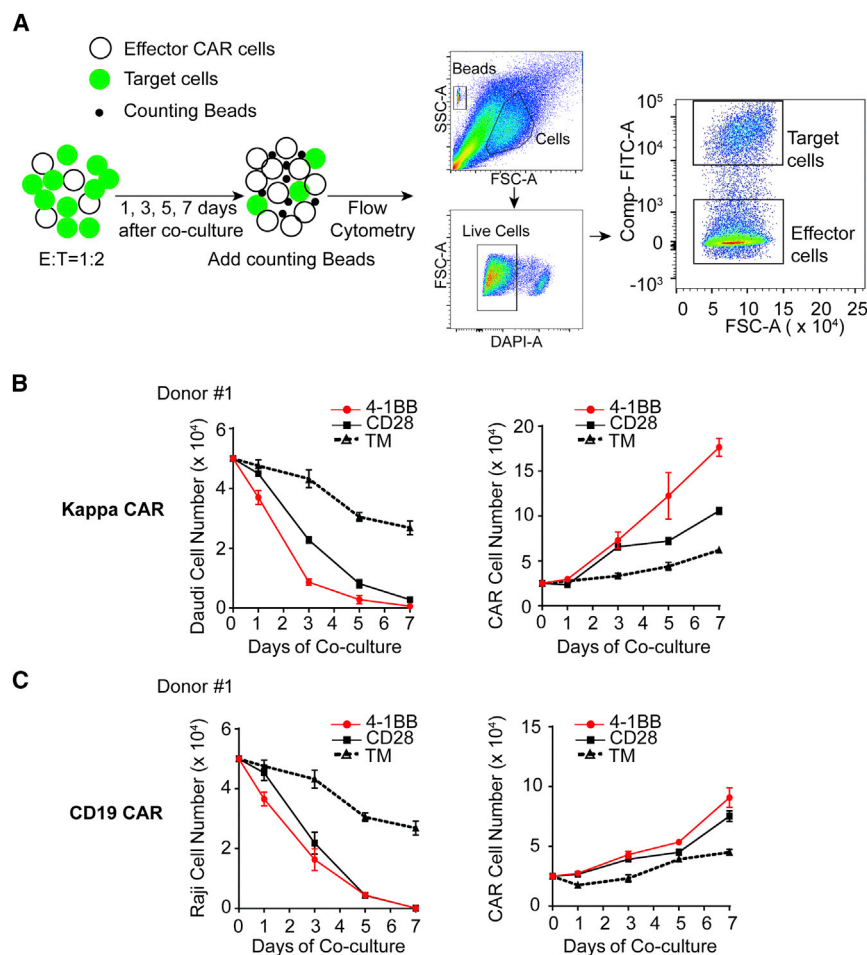 A
Effector CAR cells
Target cells
Counting Beads
E:T=1:2
1, 3, 5, 7 days
after co-culture
Add counting Beads
Flow
Cytometry
Beads
Cells
SSC-A
FSC-A
Live Cells
FSC-A
DAPI-A
Comp- FITC-A
10⁵
10⁴
10³
0
-10³
Target
cells
Effector
cells
0 5 10 15 20 25
FSC-A ( x 10⁴)
B
Donor #1
Kappa CAR
4-1BB
CD28
TM
Daudi Cell Number (x 10⁴)
6
4
2
0
0 1 2 3 4 5 6 7
Days of Co-culture
4-1BB
CD28
TM
CAR Cell Number (x 10⁴)
20
15
10
5
0
0 1 2 3 4 5 6 7
Days of Co-culture
C
Donor #1
CD19 CAR
4-1BB
CD28
TM
Raji Cell Number (x 10⁴)
6
4
2
0
0 1 2 3 4 5 6 7
Days of Co-culture
4-1BB
CD28
TM
CAR Cell Number (x 10⁴)
15
10
5
0
0 1 2 3 4 5 6 7
Days of Co-culture